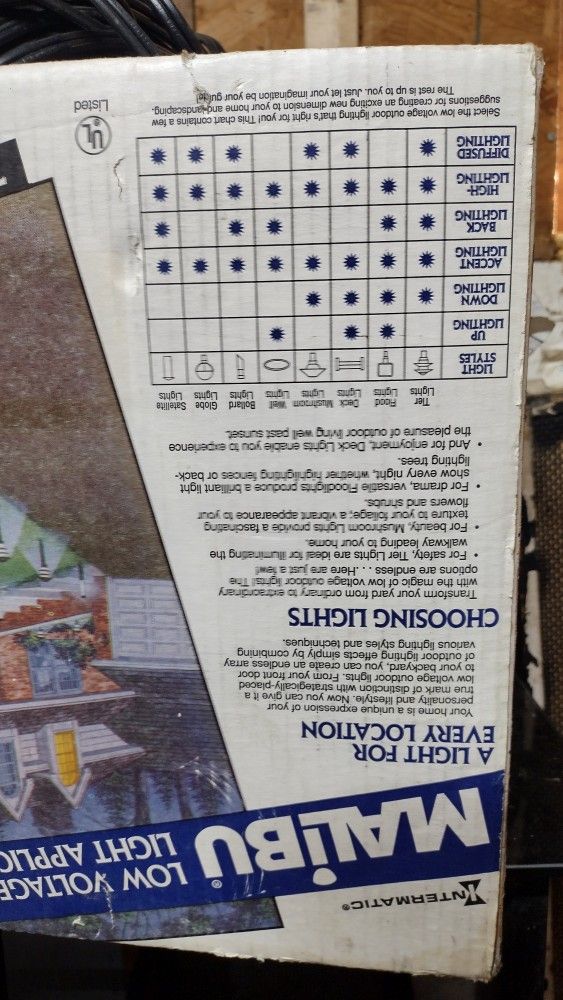 INTERMATIC®
MALIBU®
LOW VOLTAGE
LIGHT APPLIC
A LIGHT FOR
EVERY LOCATION
Your home is a unique expression of your
personality and lifestyle. Now you can give it a
true mark of distinction with strategically-placed
low voltage outdoor lights. From your front door
to your backyard, you can create an endless array
of outdoor lighting effects simply by combining
various lighting styles and techniques.
CHOOSING LIGHTS
Transform your yard from ordinary to extraordinary
with the magic of low voltage outdoor lights! The
options are endless . . . Here are just a few!
• For safety, Tier Lights are ideal for illuminating the
walkway leading to your home.
• For beauty, Mushroom Lights provide a fascinating
texture to your foliage; a vibrant appearance to your
flowers and shrubs.
• For drama, versatile Floodlights produce a brilliant light
show every night, whether highlighting fences or back-
lighting trees.
• And for enjoyment, Deck Lights enable you to experience
the pleasure of outdoor living well past sunset.
Tier Lights
Flood Lights
Deck Lights
Mushroom Lights
Well Lights
Bollard Lights
Globe Lights
Satellite Lights
LIGHT STYLES
UP LIGHTING
DOWN LIGHTING
ACCENT LIGHTING
BACK LIGHTING
HIGH-LIGHTING
DIFFUSED LIGHTING
Select the low voltage outdoor lighting that's right for you! This chart contains a few
suggestions for creating an exciting new dimension to your home and landscaping.
The rest is up to you. Just let your imagination be your guide!
UL
Listed